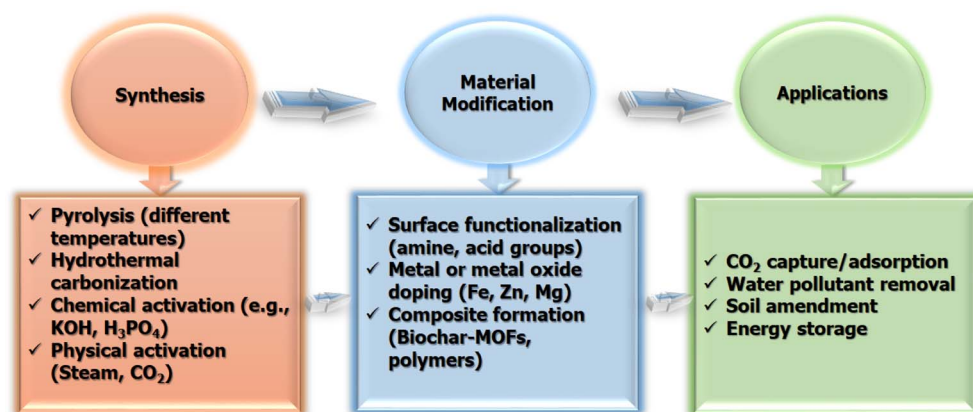 Synthesis
Material
Modification
Applications
✓ Pyrolysis (different
temperatures)
✓ Hydrothermal
carbonization
✓ Chemical activation (e.g.,
KOH, H₃PO₄)
✓ Physical activation
(Steam, CO₂)
✓ Surface functionalization
(amine, acid groups)
✓ Metal or metal oxide
doping (Fe, Zn, Mg)
✓ Composite formation
(Biochar-MOFs,
polymers)
✓ CO₂ capture/adsorption
✓ Water pollutant removal
✓ Soil amendment
✓ Energy storage